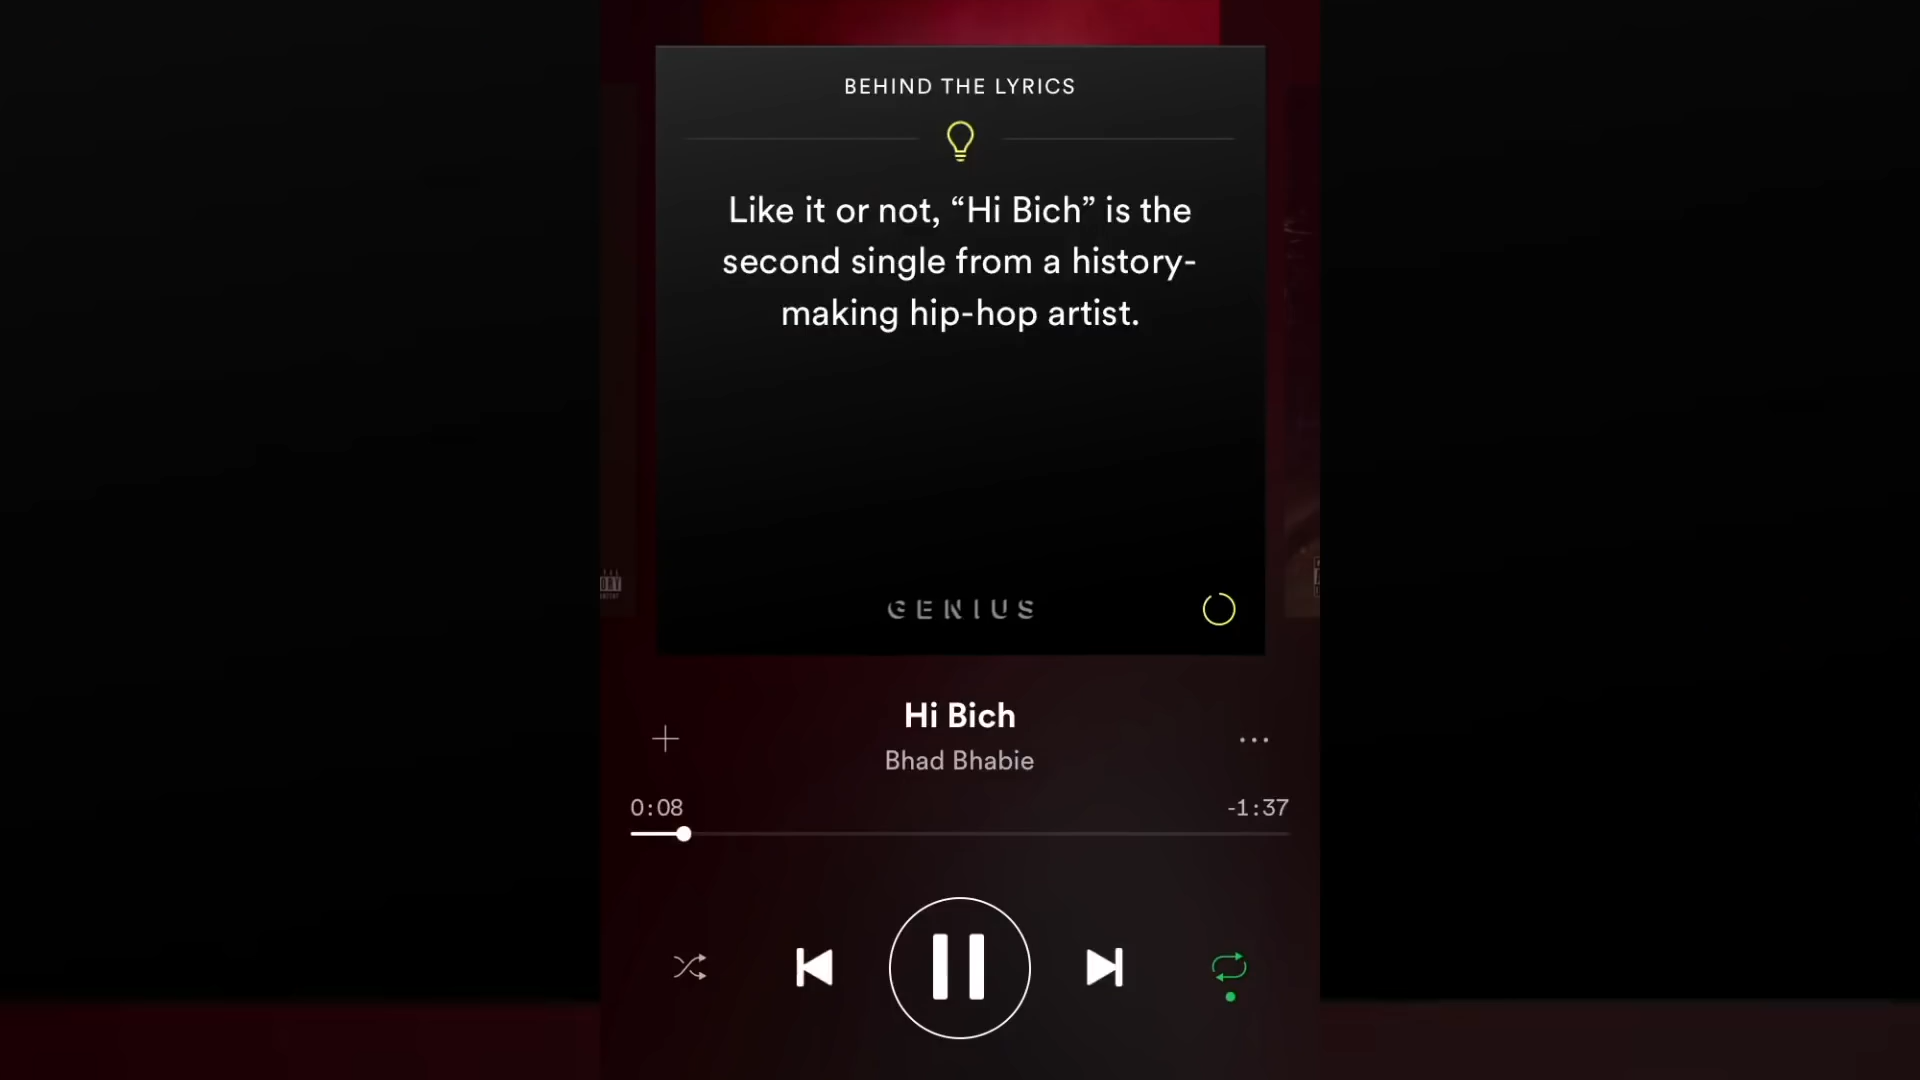 BEHIND THE LYRICS
Like it or not, “Hi Bich” is the
second single from a history-
making hip-hop artist.
GENIUS
Hi Bich
Bhad Bhabie
0:08
-1:37